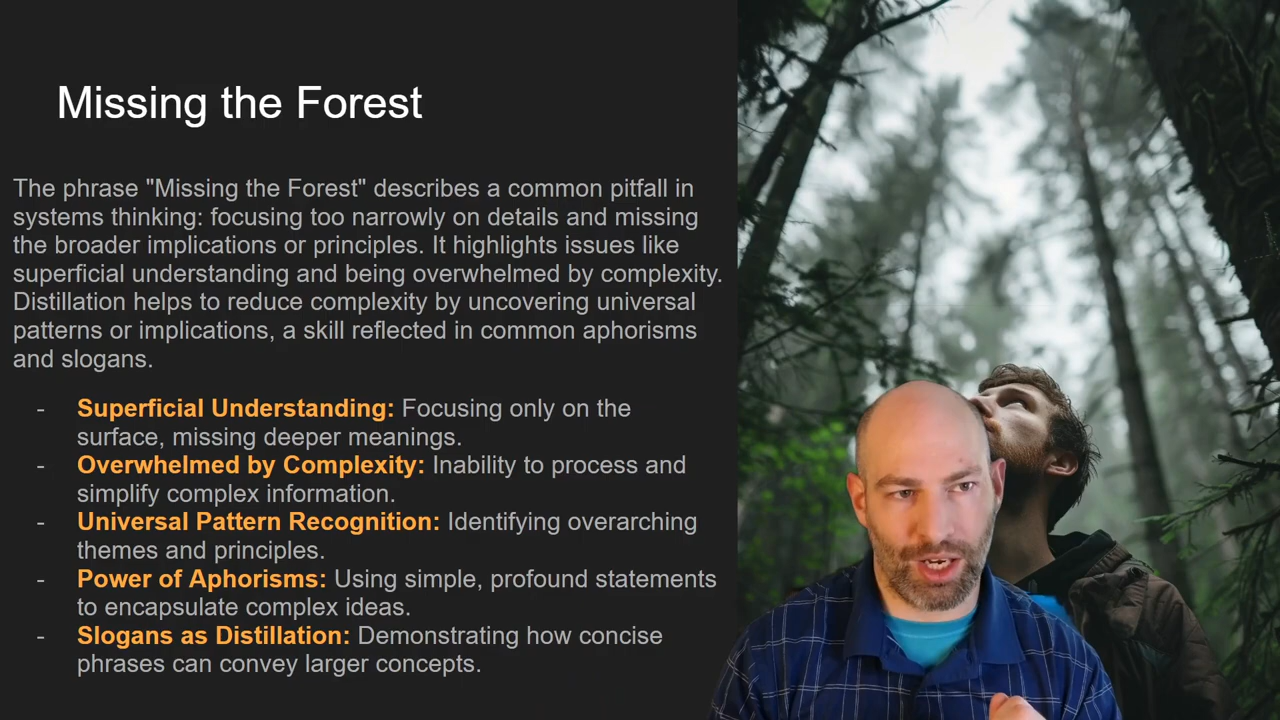 Missing the Forest
The phrase "Missing the Forest" describes a common pitfall in
systems thinking: focusing too narrowly on details and missing
the broader implications or principles. It highlights issues like
superficial understanding and being overwhelmed by complexity.
Distillation helps to reduce complexity by uncovering universal
patterns or implications, a skill reflected in common aphorisms
and slogans.
- Superficial Understanding: Focusing only on the
surface, missing deeper meanings.
- Overwhelmed by Complexity: Inability to process and
simplify complex information.
- Universal Pattern Recognition: Identifying overarching
themes and principles.
- Power of Aphorisms: Using simple, profound statements
to encapsulate complex ideas.
- Slogans as Distillation: Demonstrating how concise
phrases can convey larger concepts.